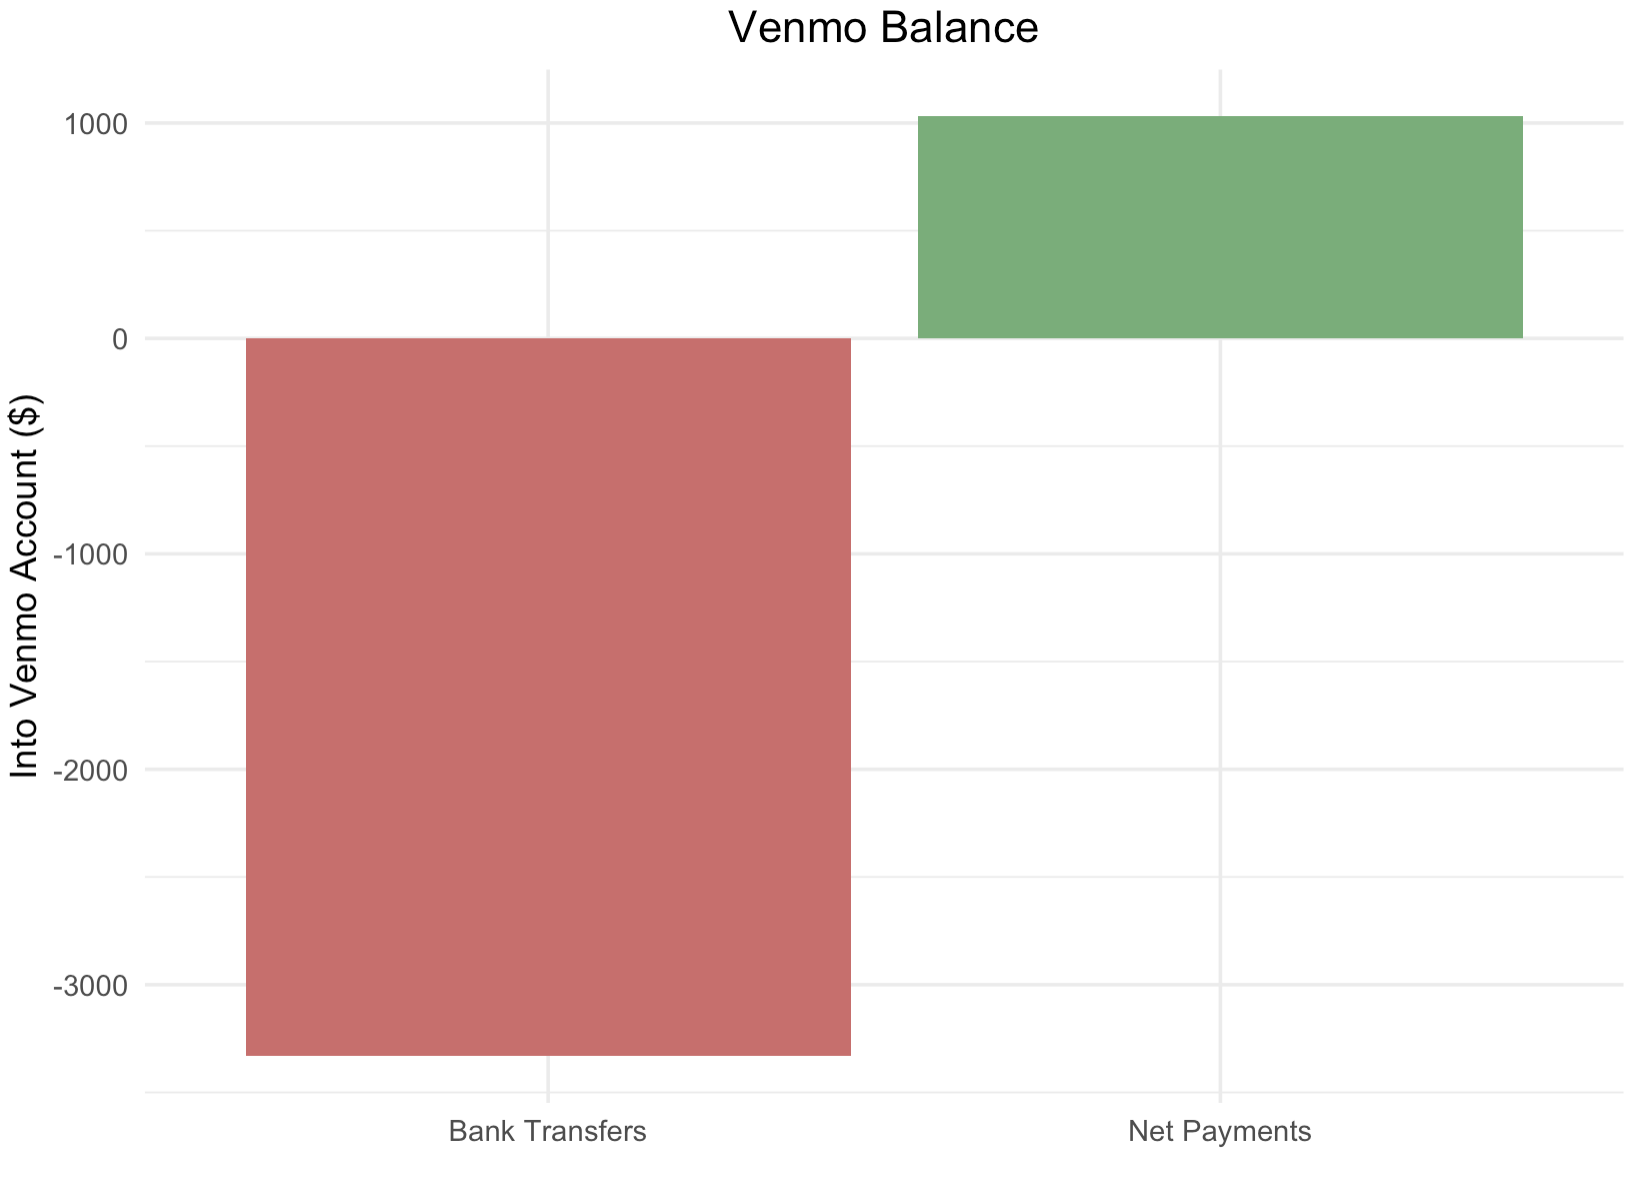 Venmo Balance
Into Venmo Account ($)
1000
0
-1000
-2000
-3000
Bank Transfers
Net Payments